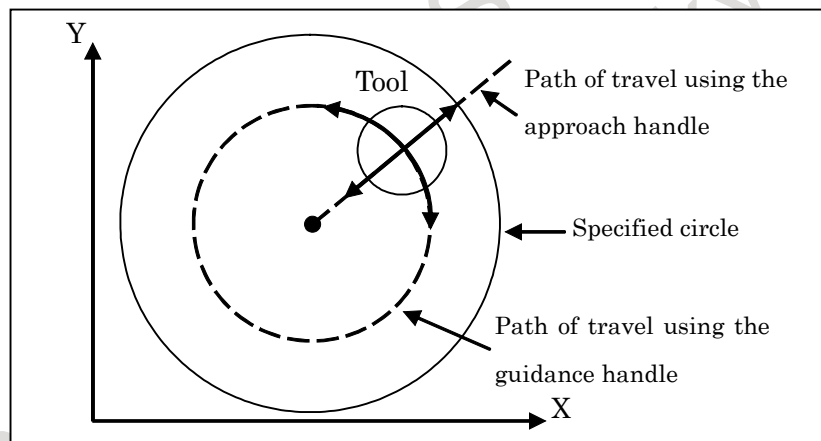 Y
Tool
Path of travel using the
approach handle
Specified circle
Path of travel using the
guidance handle
X